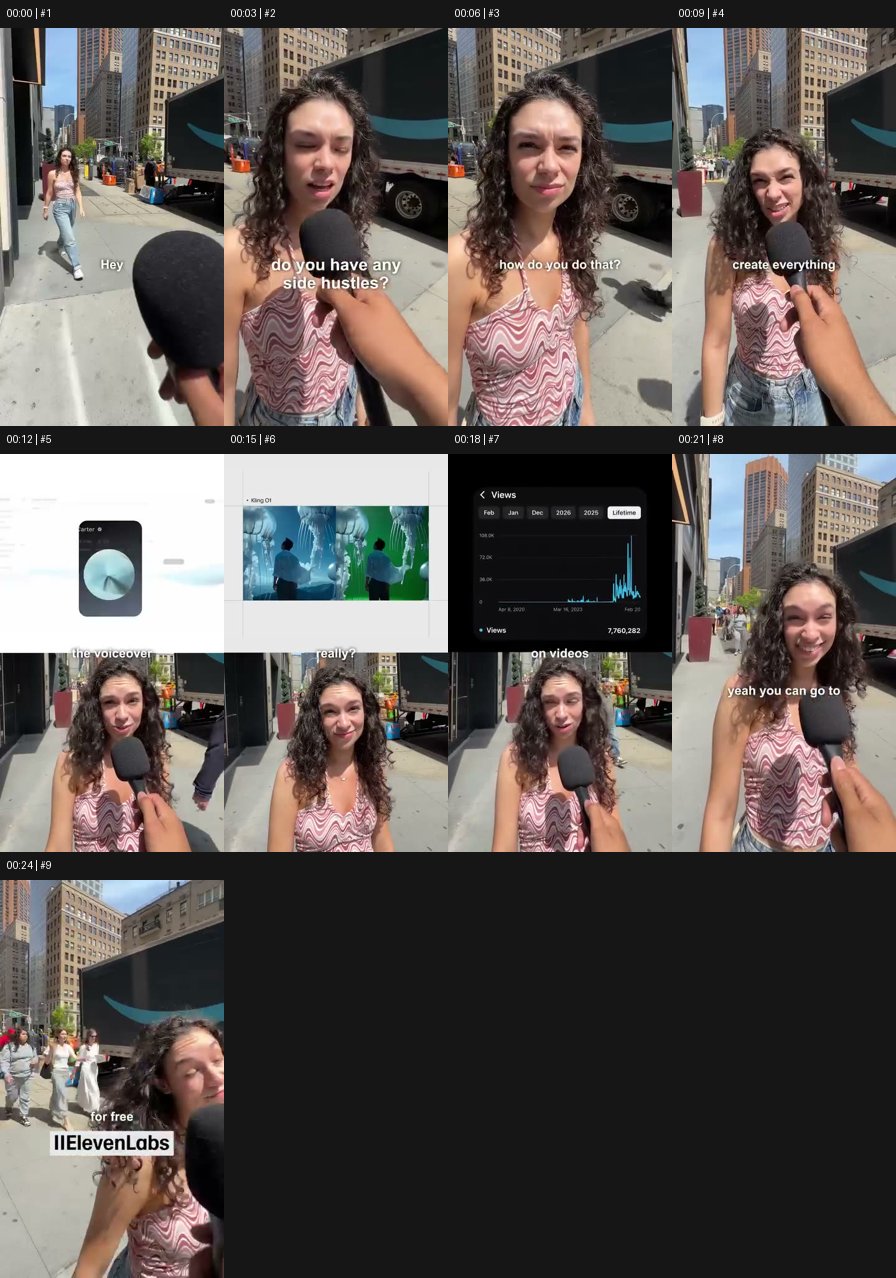 00:00 | #1
00:03 | #2
00:06 | #3
00:09 | #4
Hey
do you have any
side hustles?
how do you do that?
create everything
00:12 | #5
00:15 | #6
00:18 | #7
00:21 | #8
Carter
the voiceover
Kling O1
really?
Views
Feb
Jan
Dec
2026
2025
Lifetime
108.0K
72.0K
36.0K
0
Apr 8, 2020
Mar 16, 2023
Feb 20
Views
7,760,282
on videos
yeah you can go to
00:24 | #9
for free
IIElevenLabs